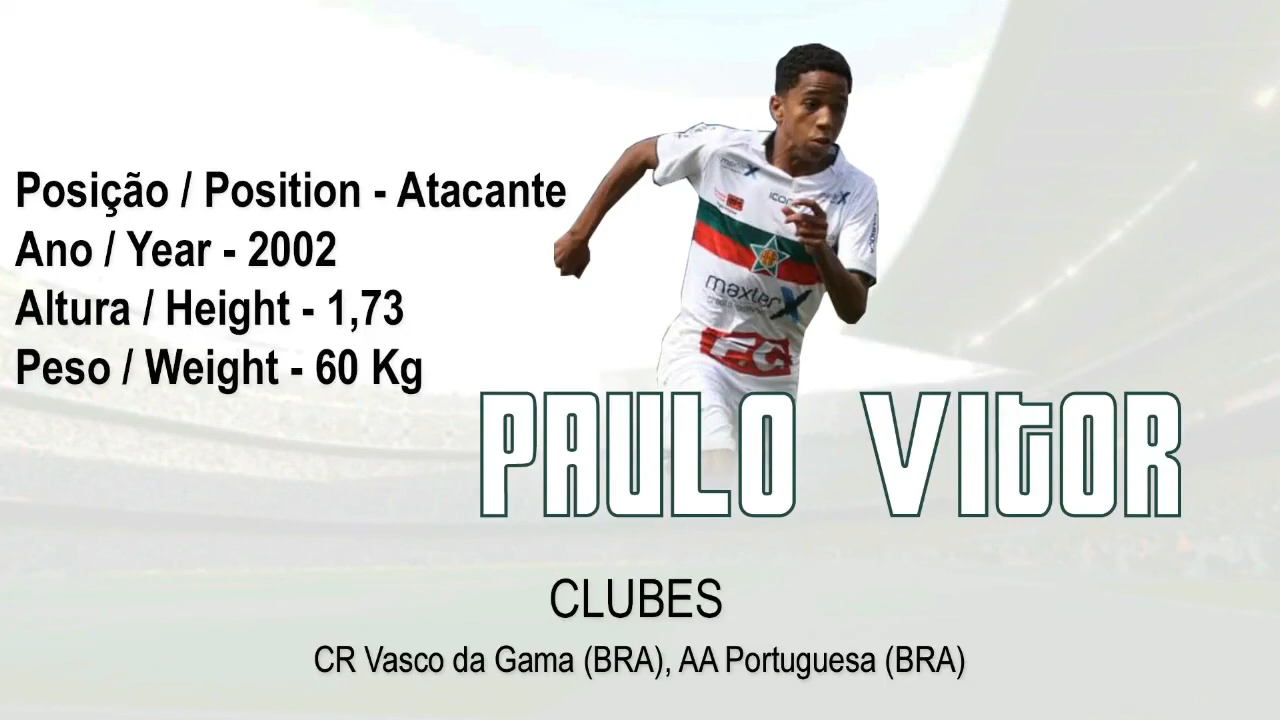 Posição / Position - Atacante
Ano / Year - 2002
Altura / Height - 1,73
Peso / Weight - 60 Kg
maxterX
PAULO VITOR
CLUBES
CR Vasco da Gama (BRA), AA Portuguesa (BRA)